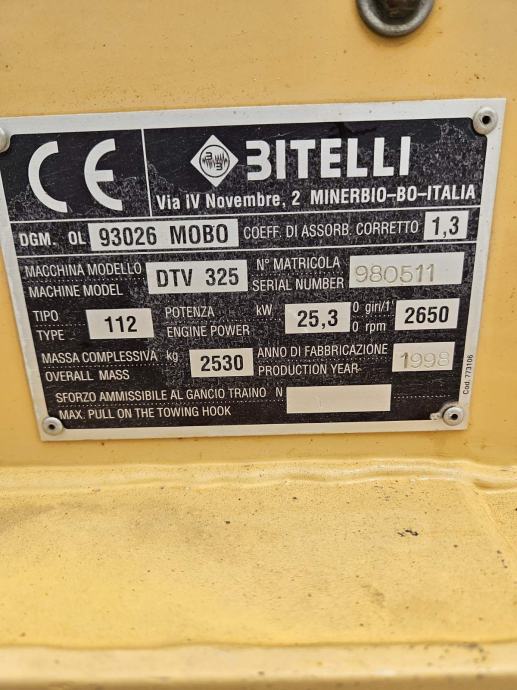 CE BITELLI
Via IV Novembre, 2 MINERBIO-BO-ITALIA
DGM. OL 93026 MOBO COEFF. DI ASSORB. CORRETTO 1,3
MACCHINA MODELLO DTV 325 N° MATRICOLA 980511
MACHINE MODEL SERIAL NUMBER
TIPO 112 POTENZA kW 25,3 0 giri/1' 2650
TYPE ENGINE POWER 0 rpm
MASSA COMPLESSIVA kg 2530 ANNO DI FABBRICAZIONE 1998
OVERALL MASS PRODUCTION YEAR
SFORZO AMMISSIBILE AL GANCIO TRAINO N
MAX. PULL ON THE TOWING HOOK
Cod. 773106